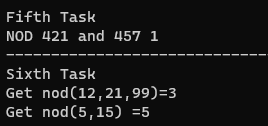 Fifth Task
NOD 421 and 457 1
------------------------------
Sixth Task
Get nod(12,21,99)=3
Get nod(5,15) =5